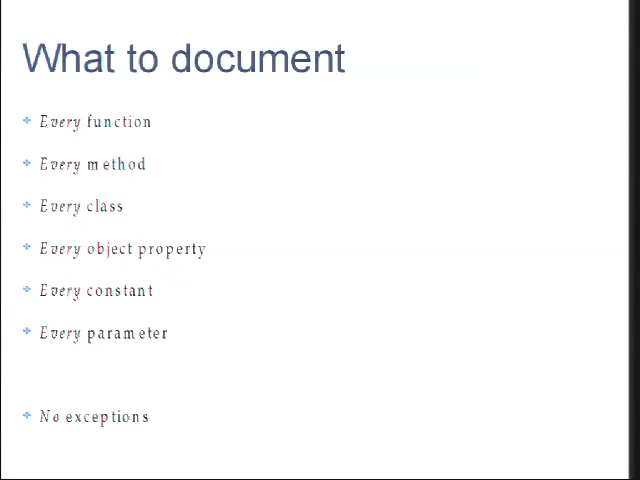 What to document
Every function
Every method
Every class
Every object property
Every constant
Every parameter
No exceptions